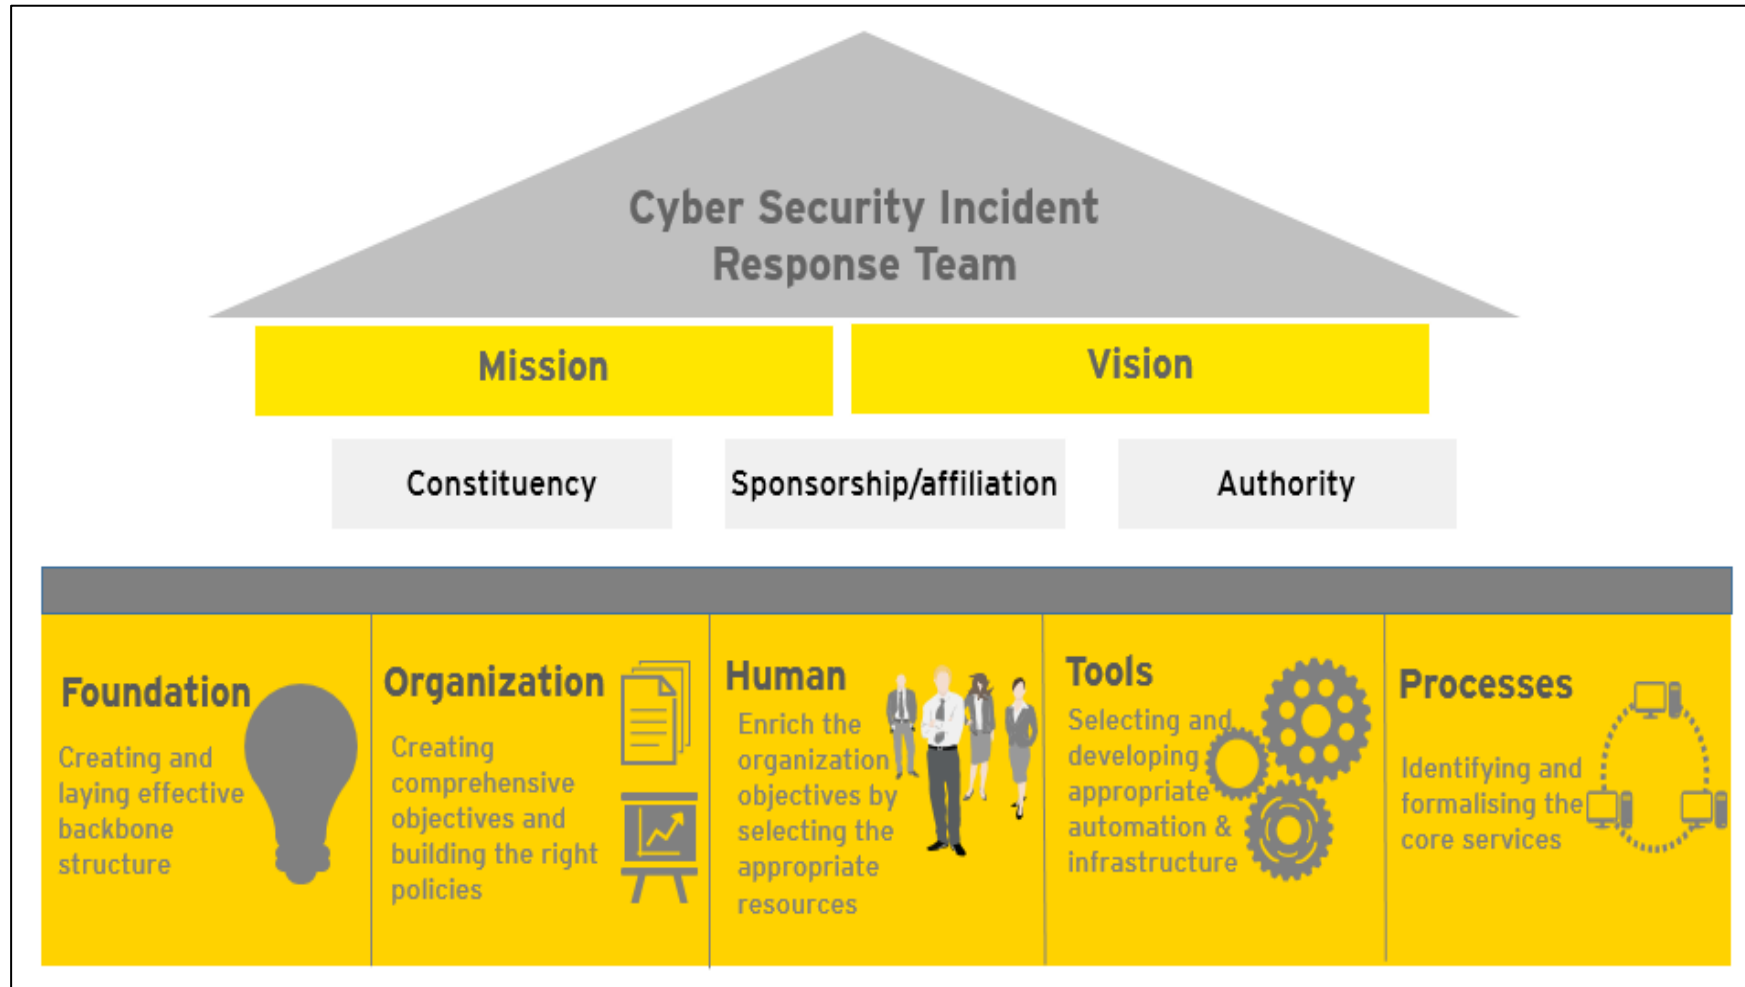 Cyber Security Incident
Response Team
Mission
Vision
Constituency
Sponsorship/affiliation
Authority
Foundation
Creating and
laying effective
backbone
structure
Organization
Creating
comprehensive
objectives and
building the right
policies
Human
Enrich the
organization
objectives by
selecting the
appropriate
resources
Tools
Selecting and
developing
appropriate
automation &
infrastructure
Processes
Identifying and
formalising the
core services